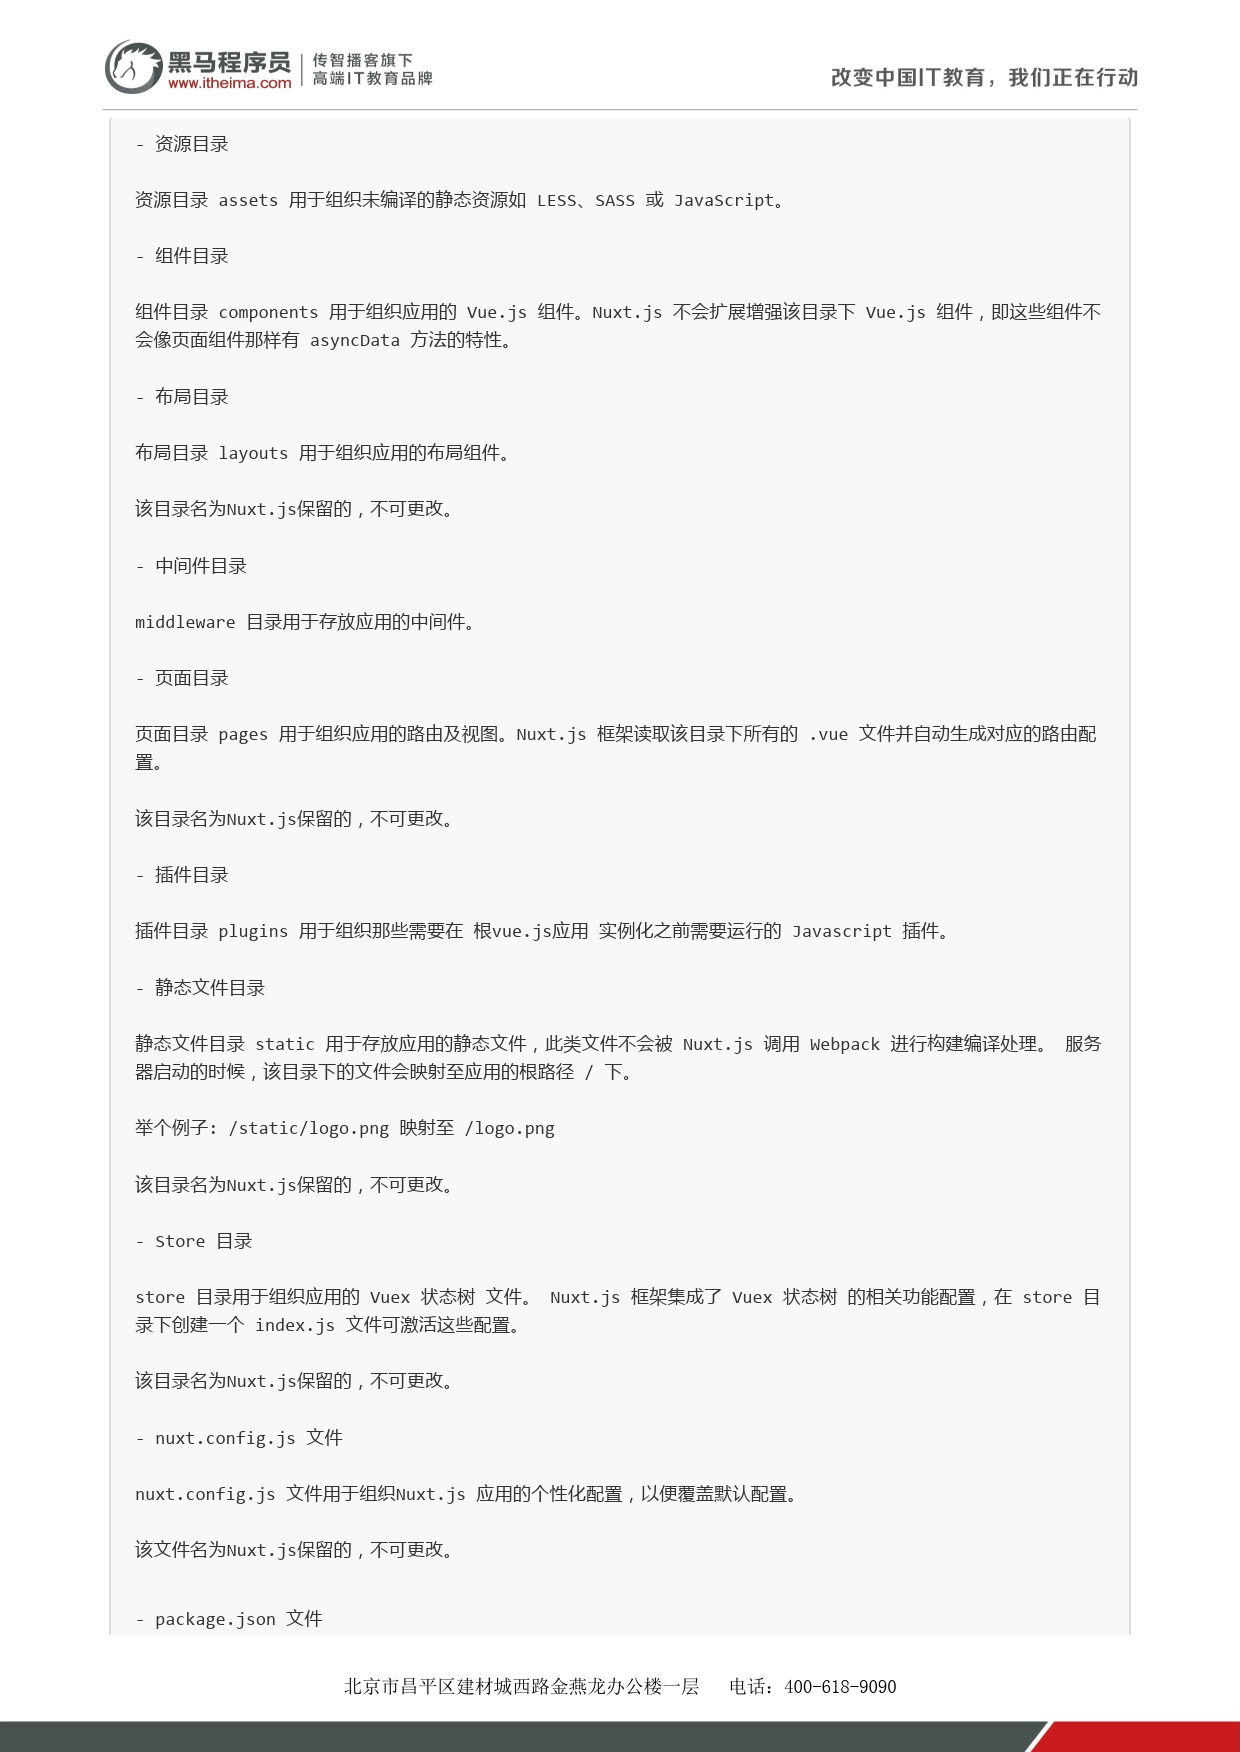 黑马程序员
www.itheima.com
传智播客旗下
高端IT教育品牌
改变中国IT教育，我们正在行动
- 资源目录
资源目录 assets 用于组织未编译的静态资源如 LESS、SASS 或 JavaScript。
- 组件目录
组件目录 components 用于组织应用的 Vue.js 组件。Nuxt.js 不会扩展增强该目录下 Vue.js 组件，即这些组件不
会像页面组件那样有 asyncData 方法的特性。
- 布局目录
布局目录 layouts 用于组织应用的布局组件。
该目录名为Nuxt.js保留的，不可更改。
- 中间件目录
middleware 目录用于存放应用的中间件。
- 页面目录
页面目录 pages 用于组织应用的路由及视图。Nuxt.js 框架读取该目录下所有的 .vue 文件并自动生成对应的路由配
置。
该目录名为Nuxt.js保留的，不可更改。
- 插件目录
插件目录 plugins 用于组织那些需要在 根vue.js应用 实例化之前需要运行的 Javascript 插件。
- 静态文件目录
静态文件目录 static 用于存放应用的静态文件，此类文件不会被 Nuxt.js 调用 Webpack 进行构建编译处理。 服务
器启动的时候，该目录下的文件会映射至应用的根路径 / 下。
举个例子: /static/logo.png 映射至 /logo.png
该目录名为Nuxt.js保留的，不可更改。
- Store 目录
store 目录用于组织应用的 Vuex 状态树 文件。 Nuxt.js 框架集成了 Vuex 状态树 的相关功能配置，在 store 目
录下创建一个 index.js 文件可激活这些配置。
该目录名为Nuxt.js保留的，不可更改。
- nuxt.config.js 文件
nuxt.config.js 文件用于组织Nuxt.js 应用的个性化配置，以便覆盖默认配置。
该文件名为Nuxt.js保留的，不可更改。
- package.json 文件
北京市昌平区建材城西路金燕龙办公楼一层 电话：400-618-9090